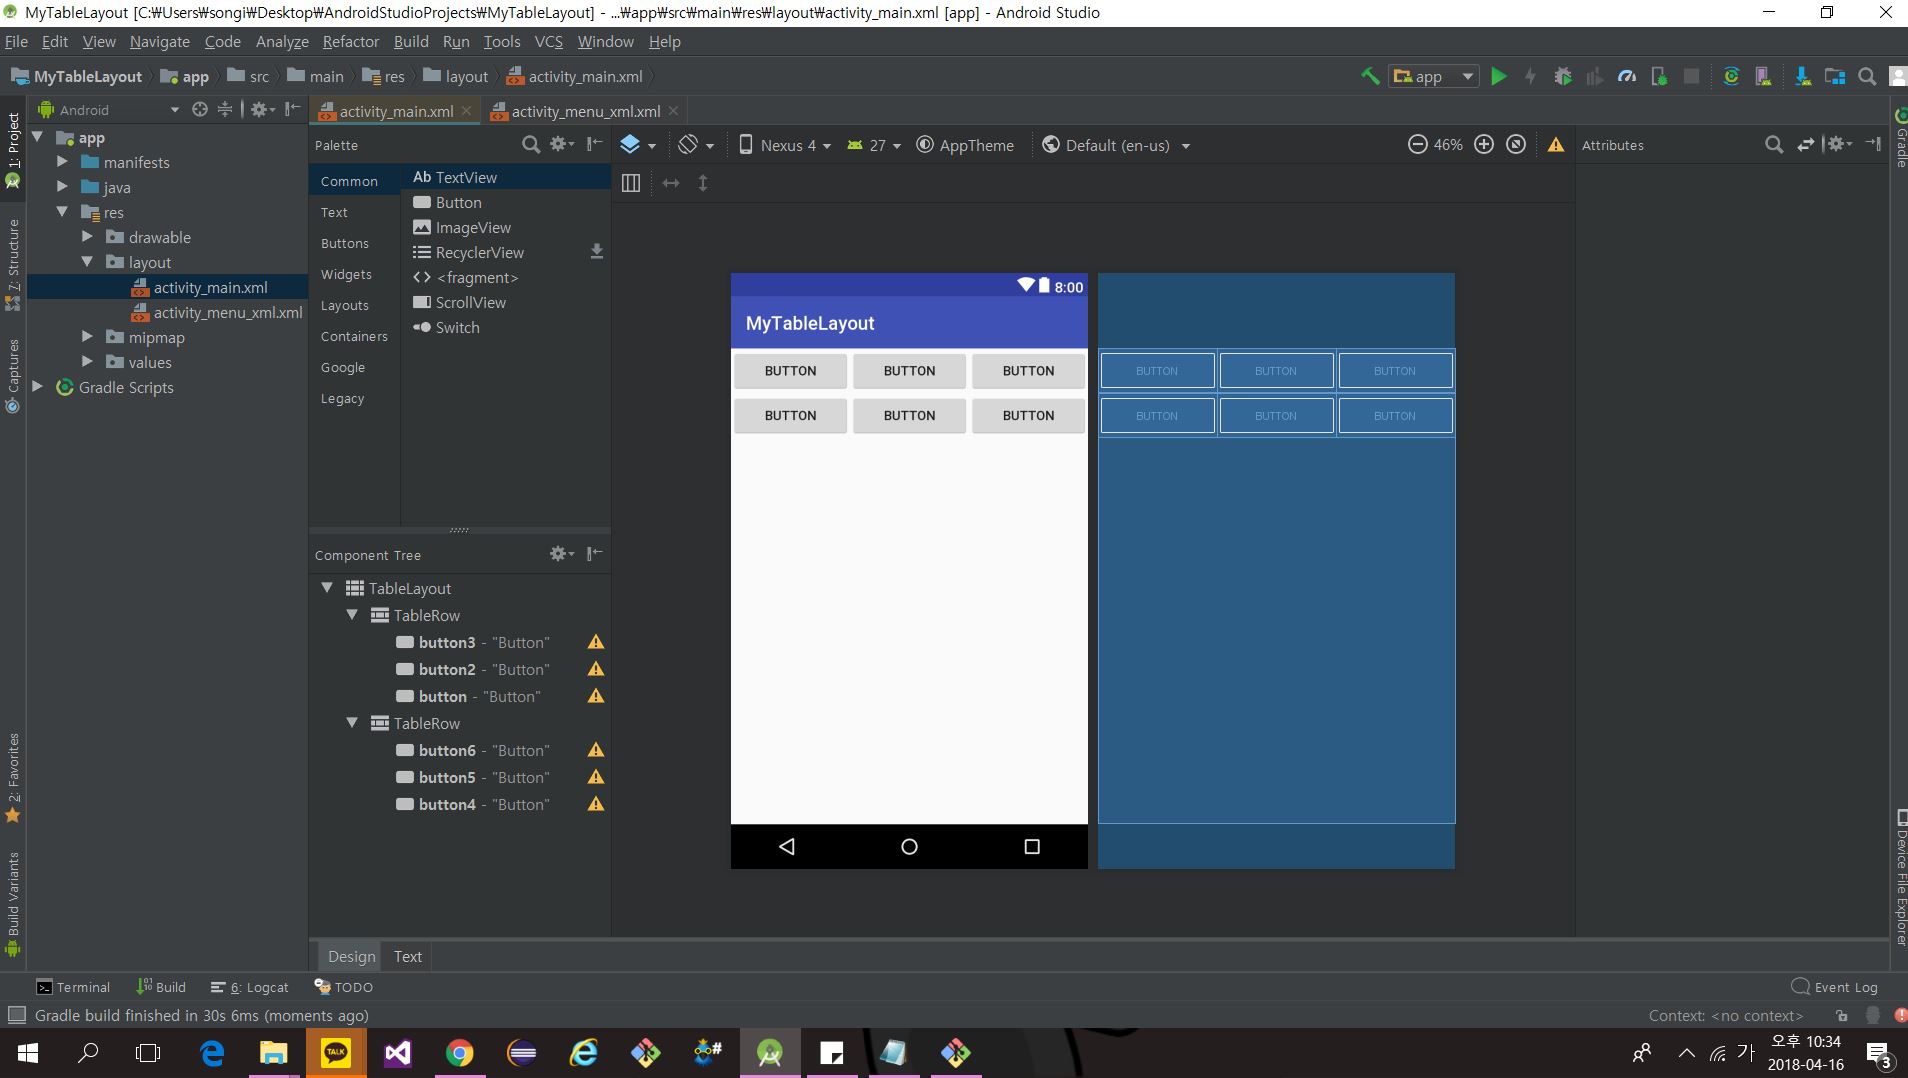 MyTableLayout [C:₩Users₩songi₩Desktop₩AndroidStudioProjects₩MyTableLayout] - ...₩app₩src₩main₩res₩layout₩activity_main.xml [app] - Android Studio
File Edit View Navigate Code Analyze Refactor Build Run Tools VCS Window Help
MyTableLayout app src main res layout activity_main.xml app
Android activity_main.xml activity_menu_xml.xml
1: Project
7: Structure
Captures
2: Favorites
Build Variants
app
manifests
java
res
drawable
layout
activity_main.xml
activity_menu_xml.xml
mipmap
values
Gradle Scripts
Palette
Common
Text
Buttons
Widgets
Layouts
Containers
Google
Legacy
Ab TextView
Button
ImageView
RecyclerView
<fragment>
ScrollView
Switch
Component Tree
TableLayout
TableRow
button3 - "Button"
button2 - "Button"
button - "Button"
TableRow
button6 - "Button"
button5 - "Button"
button4 - "Button"
Nexus 4 27 AppTheme Default (en-us) 46%
8:00
MyTableLayout
BUTTON BUTTON BUTTON
BUTTON BUTTON BUTTON
BUTTON BUTTON BUTTON
BUTTON BUTTON BUTTON
Attributes
Gradle
Device File Explorer
Design Text
Terminal Build 6: Logcat TODO Event Log
Gradle build finished in 30s 6ms (moments ago) Context: <no context>
TALK
#
가
오후 10:34
2018-04-16
3